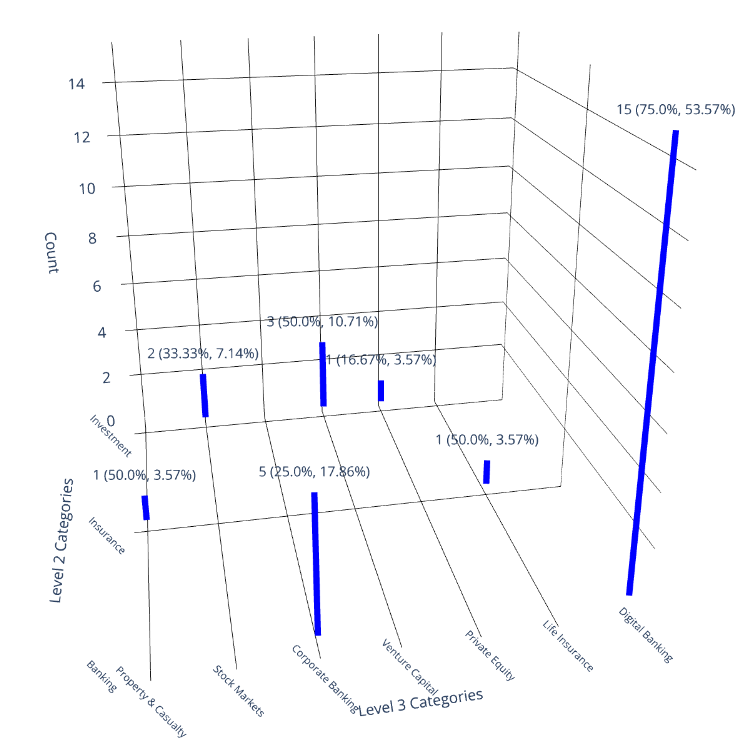 14
15 (75.0%, 53.57%)
12
10
8
Count
6
4
3 (50.0%, 10.71%)
2 (33.33%, 7.14%)
1 (16.67%, 3.57%)
2
0
Investment
1 (50.0%, 3.57%)
1 (50.0%, 3.57%)
5 (25.0%, 17.86%)
Level 2 Categories
Insurance
Banking
Property & Casualty
Stock Markets
Corporate Banking
Venture Capital
Private Equity
Life Insurance
Digital Banking
Level 3 Categories